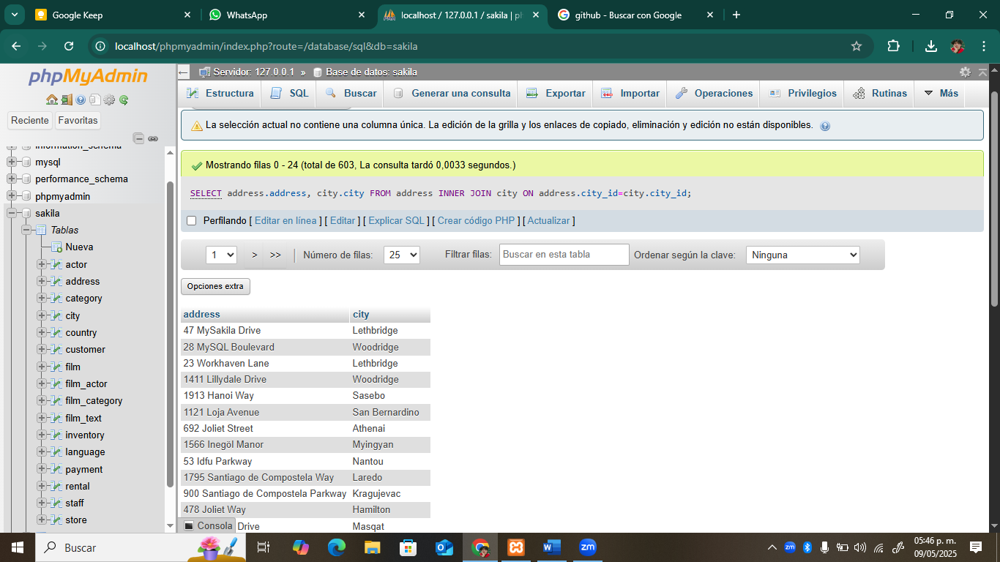 Google Keep
WhatsApp
localhost / 127.0.0.1 / sakila | ph
github - Buscar con Google
localhost/phpmyadmin/index.php?route=/database/sql&db=sakila
phpMyAdmin
Reciente
Favoritas
information_schema
mysql
performance_schema
phpmyadmin
sakila
Tablas
Nueva
actor
address
category
city
country
customer
film
film_actor
film_category
film_text
inventory
language
payment
rental
staff
store
Servidor: 127.0.0.1 » Base de datos: sakila
Estructura SQL Buscar Generar una consulta Exportar Importar Operaciones Privilegios Rutinas Más
La selección actual no contiene una columna única. La edición de la grilla y los enlaces de copiado, eliminación y edición no están disponibles.
Mostrando filas 0 - 24 (total de 603, La consulta tardó 0,0033 segundos.)
SELECT address.address, city.city FROM address INNER JOIN city ON address.city_id=city.city_id;
Perfilando [ Editar en línea ] [ Editar ] [ Explicar SQL ] [ Crear código PHP ] [ Actualizar ]
1 > >> | Número de filas: 25 Filtrar filas: Buscar en esta tabla Ordenar según la clave: Ninguna
Opciones extra
address city
47 MySakila Drive Lethbridge
28 MySQL Boulevard Woodridge
23 Workhaven Lane Lethbridge
1411 Lillydale Drive Woodridge
1913 Hanoi Way Sasebo
1121 Loja Avenue San Bernardino
692 Joliet Street Athenai
1566 Inegöl Manor Myingyan
53 Idfu Parkway Nantou
1795 Santiago de Compostela Way Laredo
900 Santiago de Compostela Parkway Kragujevac
478 Joliet Way Hamilton
Drive Masqat
Consola
Buscar
05:46 p. m.
09/05/2025